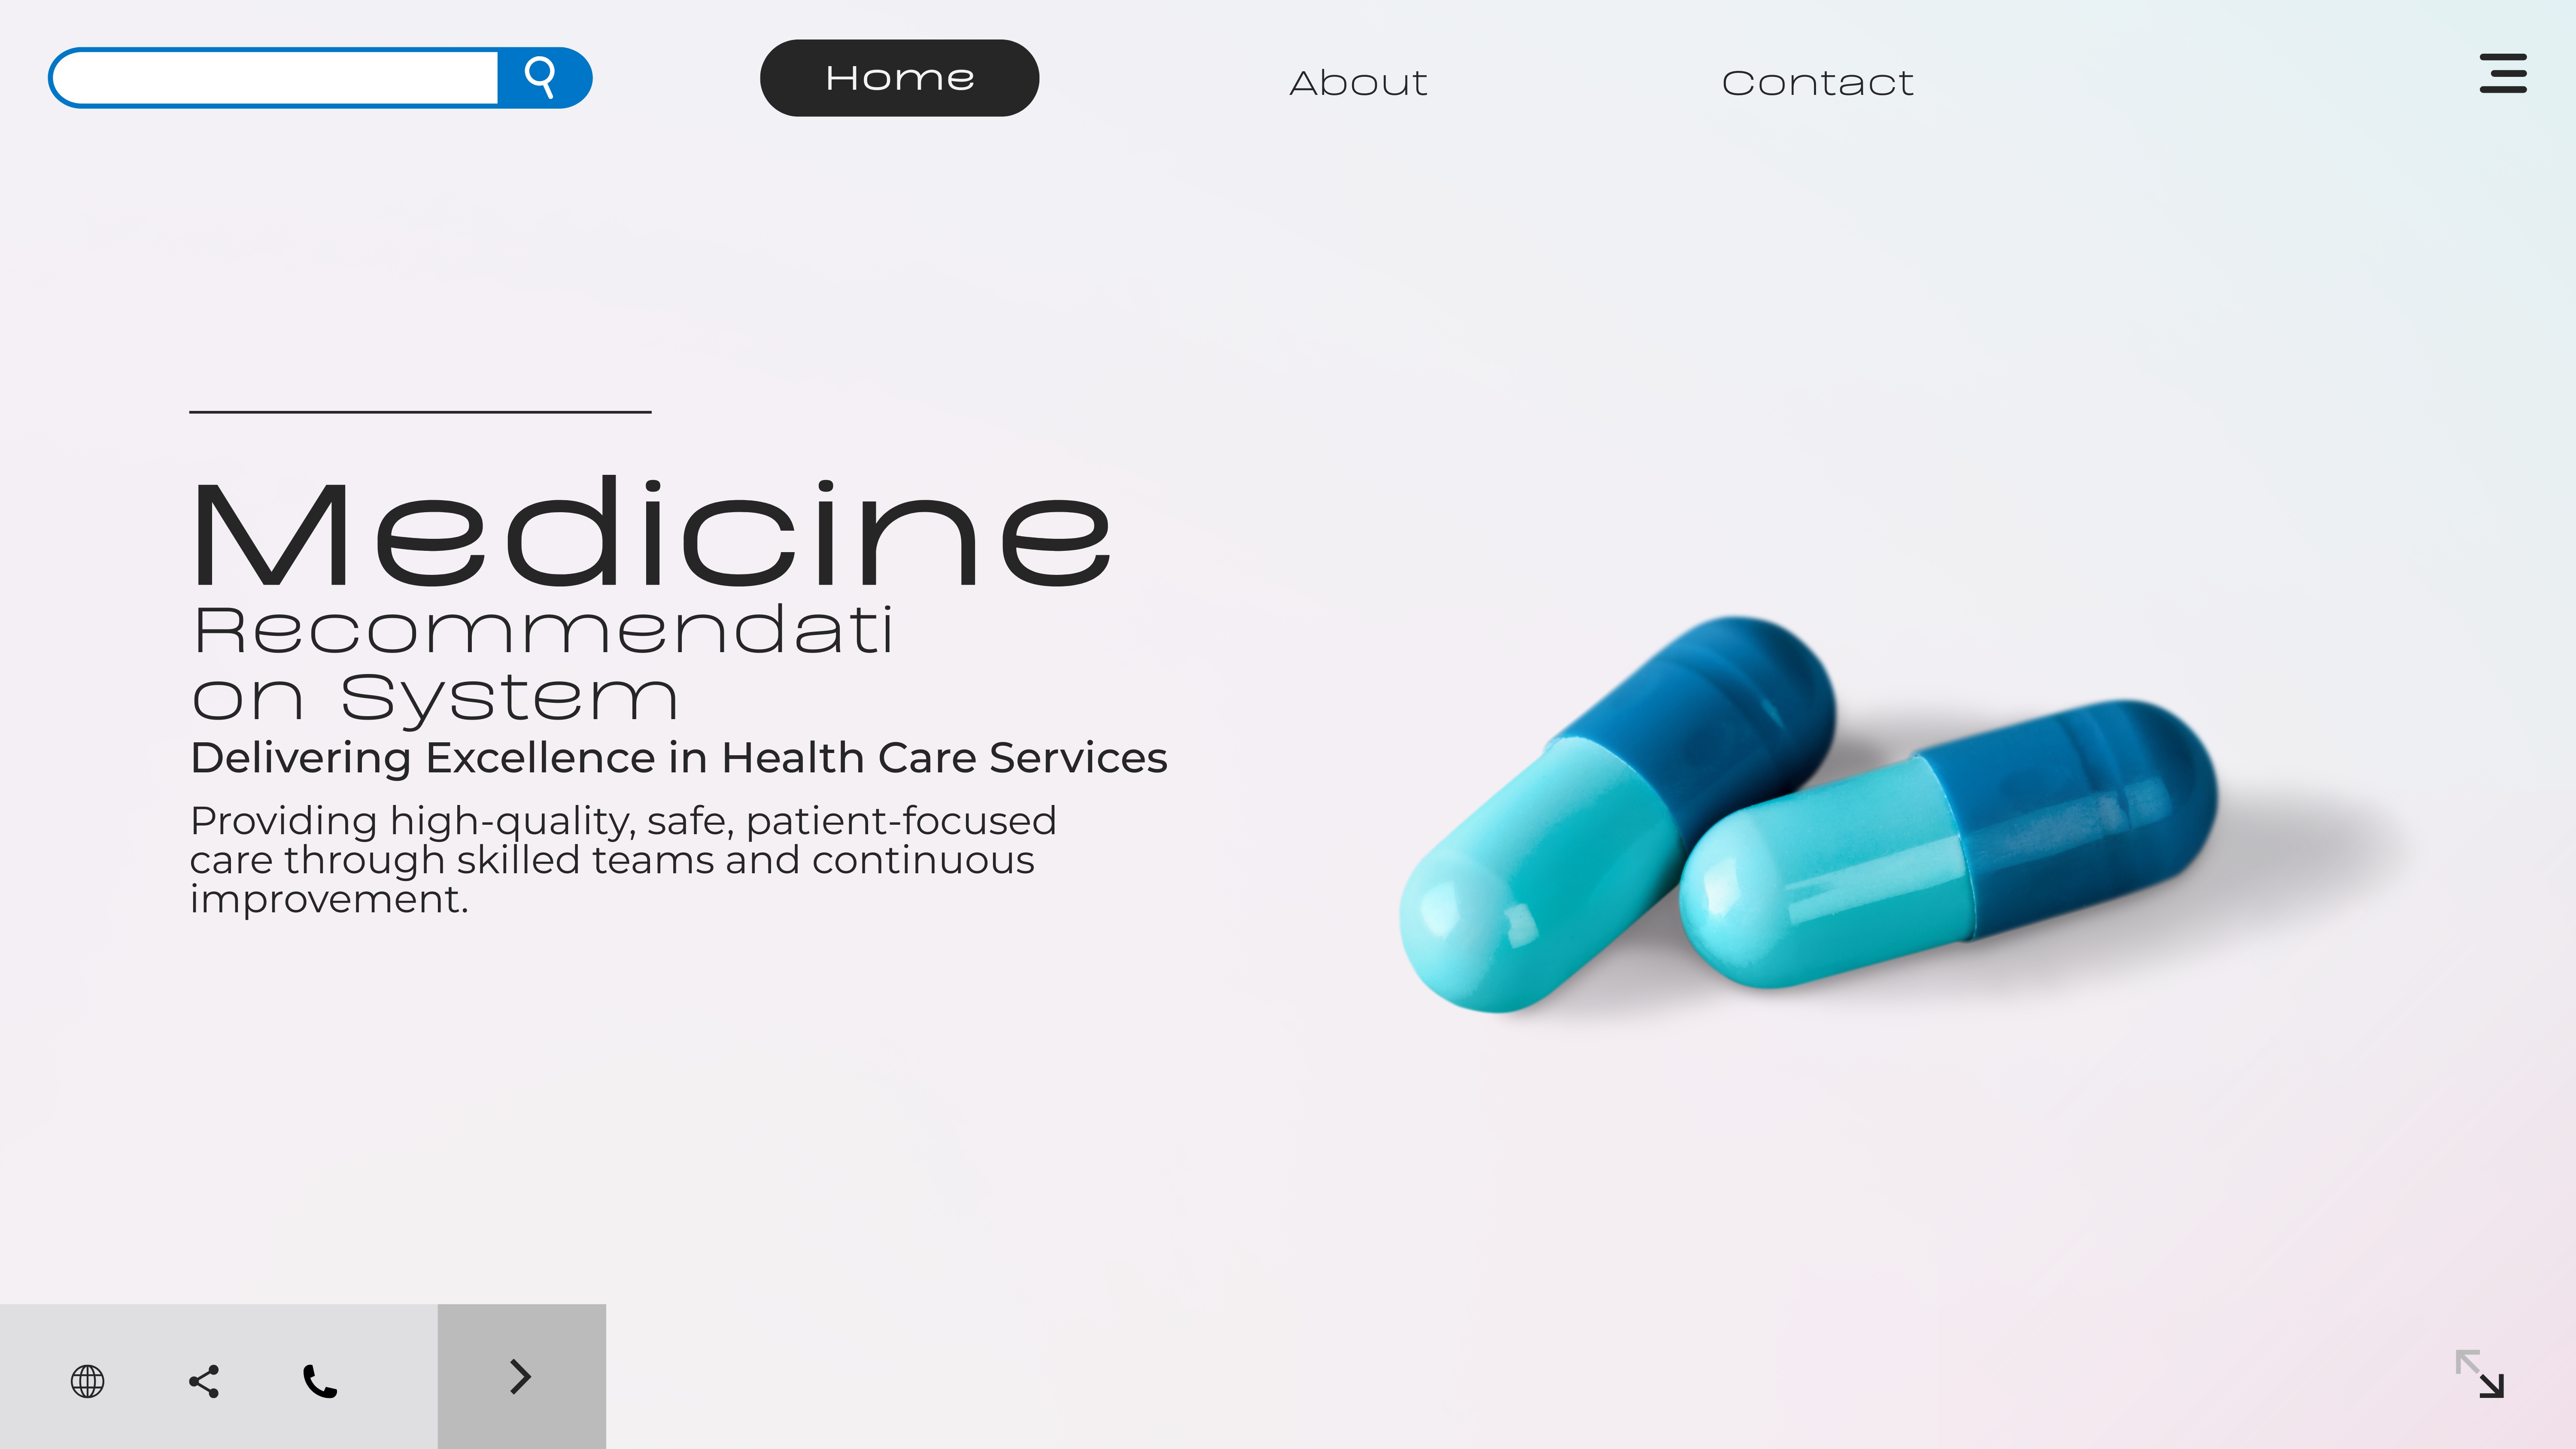 Home
About
Contact
Medicine
Recommendati
on System
Delivering Excellence in Health Care Services
Providing high-quality, safe, patient-focused
care through skilled teams and continuous
improvement.